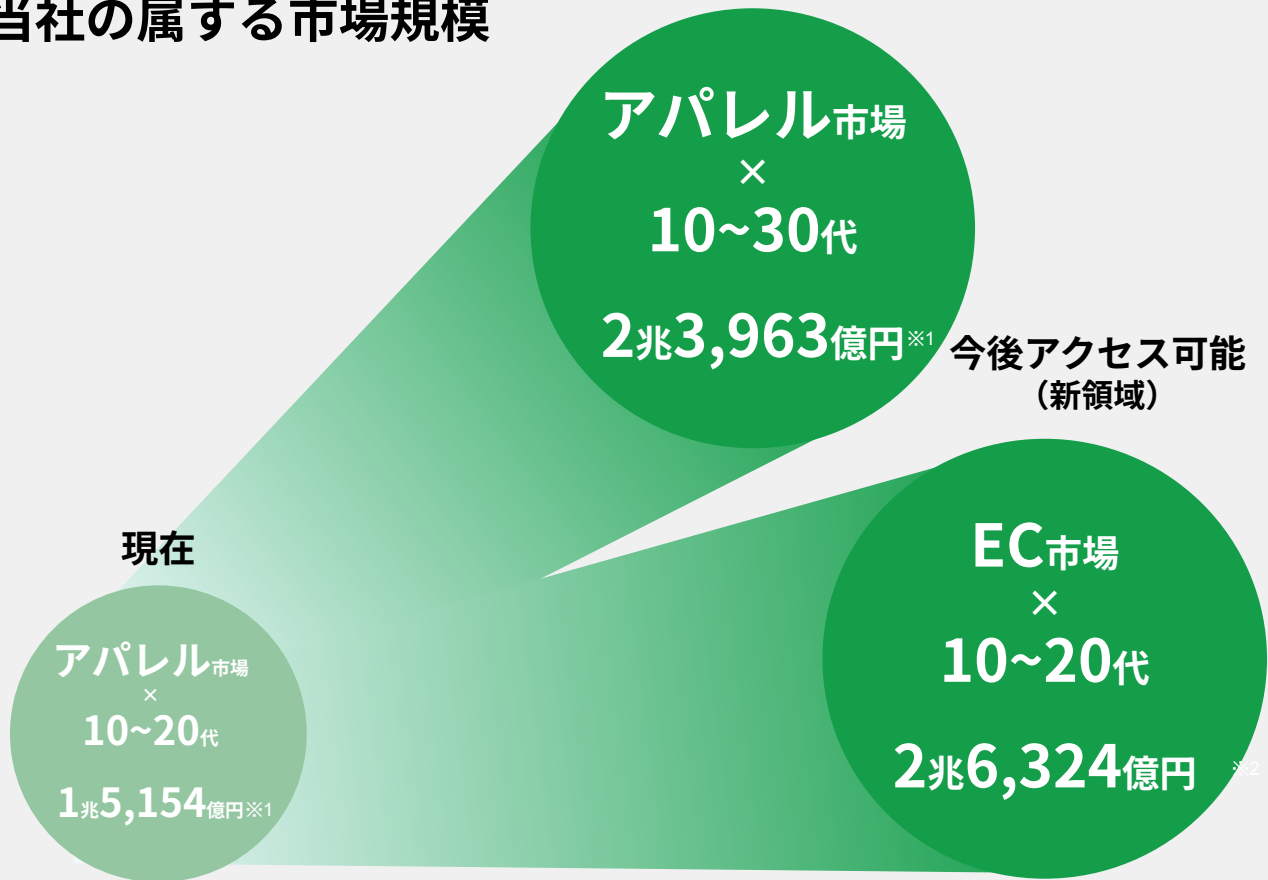 当社の属する市場規模
アパレル市場
×
10~30代
2兆3,963億円※1
今後アクセス可能
（新領域）
EC市場
×
10~20代
2兆6,324億円 ※2
現在
アパレル市場
×
10~20代
1兆5,154億円※1